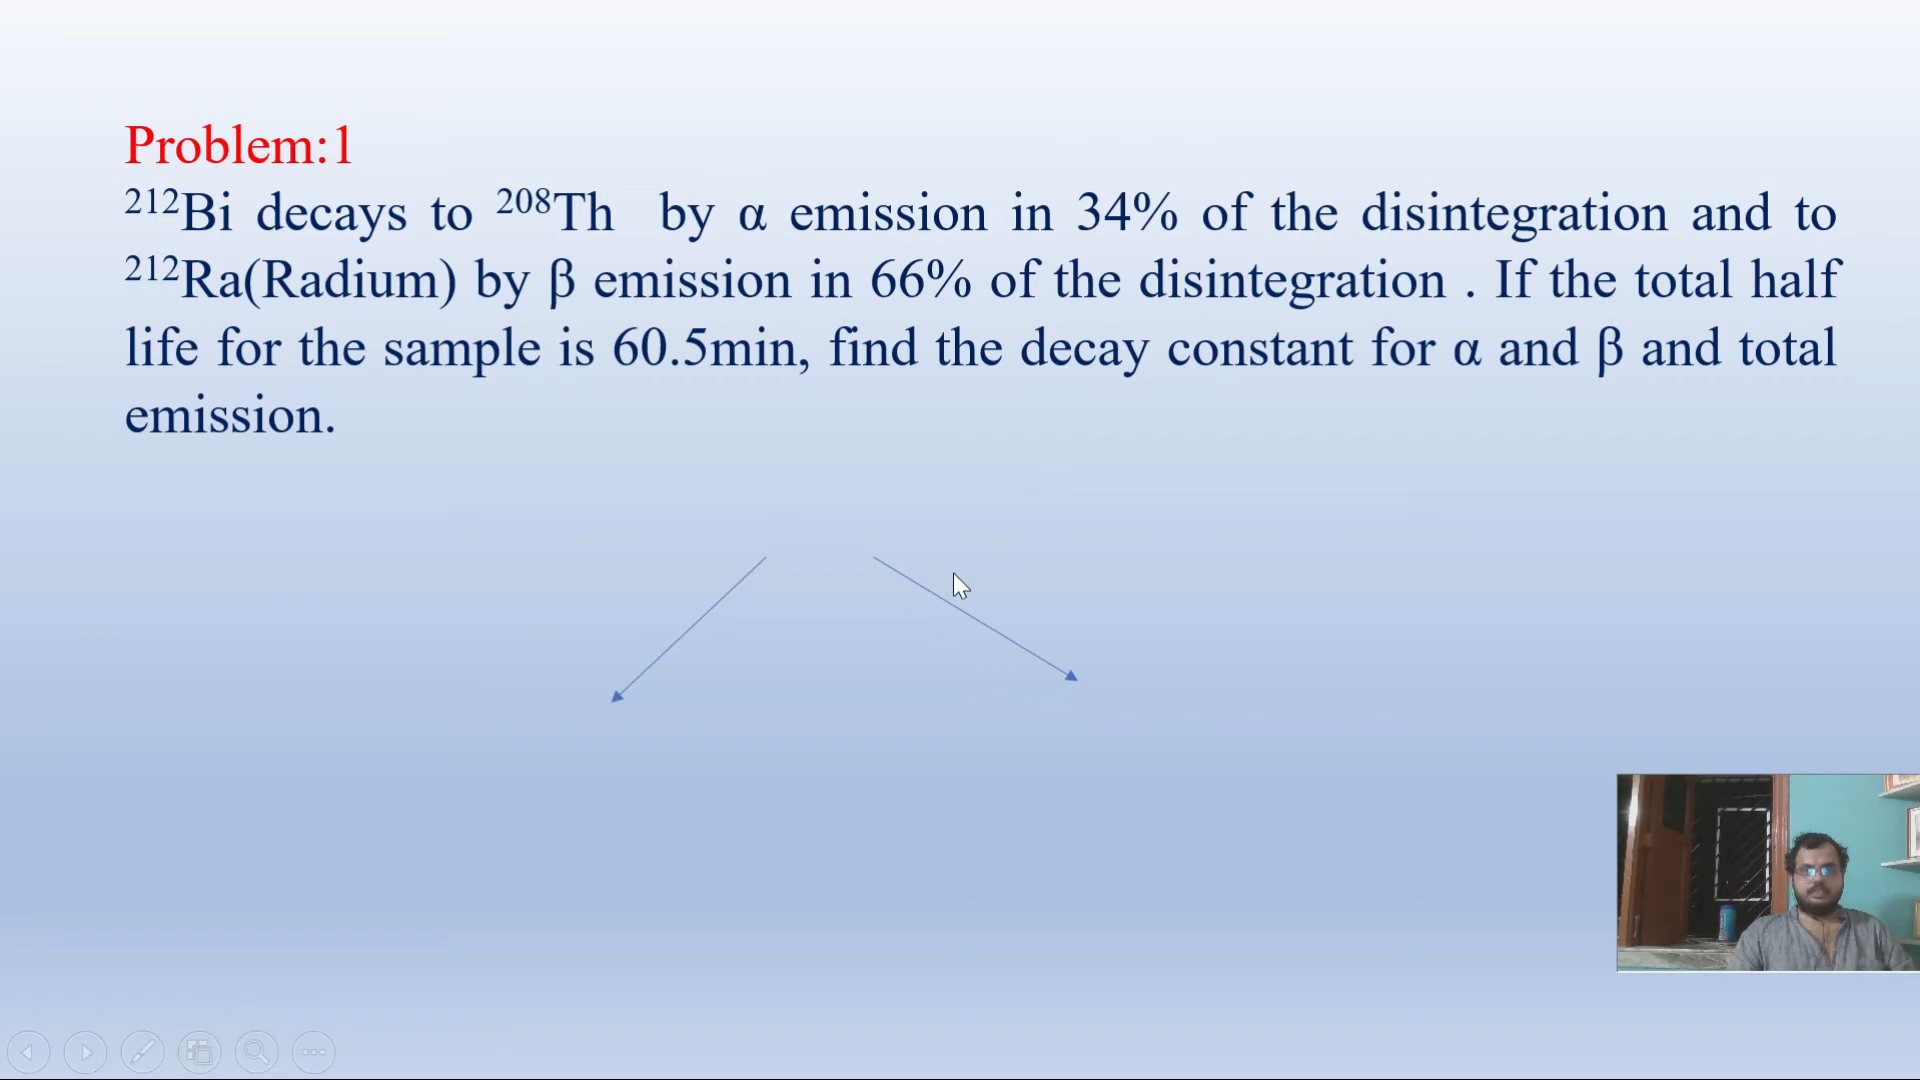 Problem:1
²¹²Bi decays to ²⁰⁸Th by α emission in 34% of the disintegration and to
²¹²Ra(Radium) by β emission in 66% of the disintegration . If the total half
life for the sample is 60.5min, find the decay constant for α and β and total
emission.